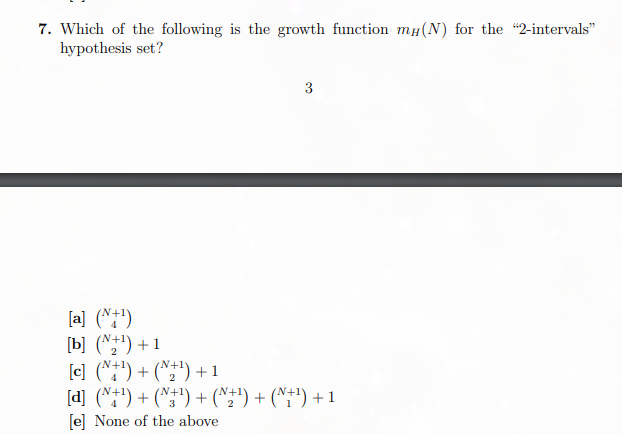 7. Which of the following is the growth function m_H(N) for the “2-intervals”
hypothesis set?
3
[a] \binom{N+1}{4}
[b] \binom{N+1}{2} + 1
[c] \binom{N+1}{4} + \binom{N+1}{2} + 1
[d] \binom{N+1}{4} + \binom{N+1}{3} + \binom{N+1}{2} + \binom{N+1}{1} + 1
[e] None of the above